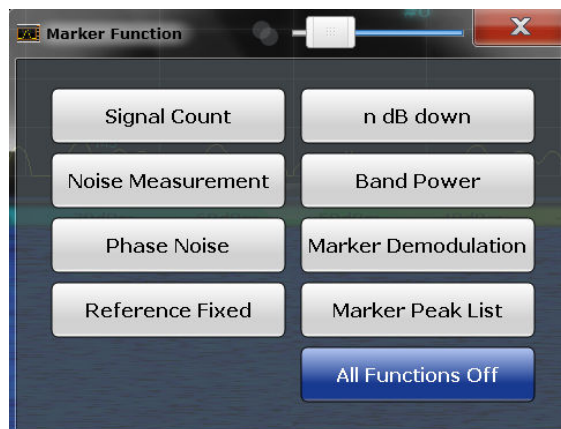 Marker Function
Signal Count
n dB down
Noise Measurement
Band Power
Phase Noise
Marker Demodulation
Reference Fixed
Marker Peak List
All Functions Off